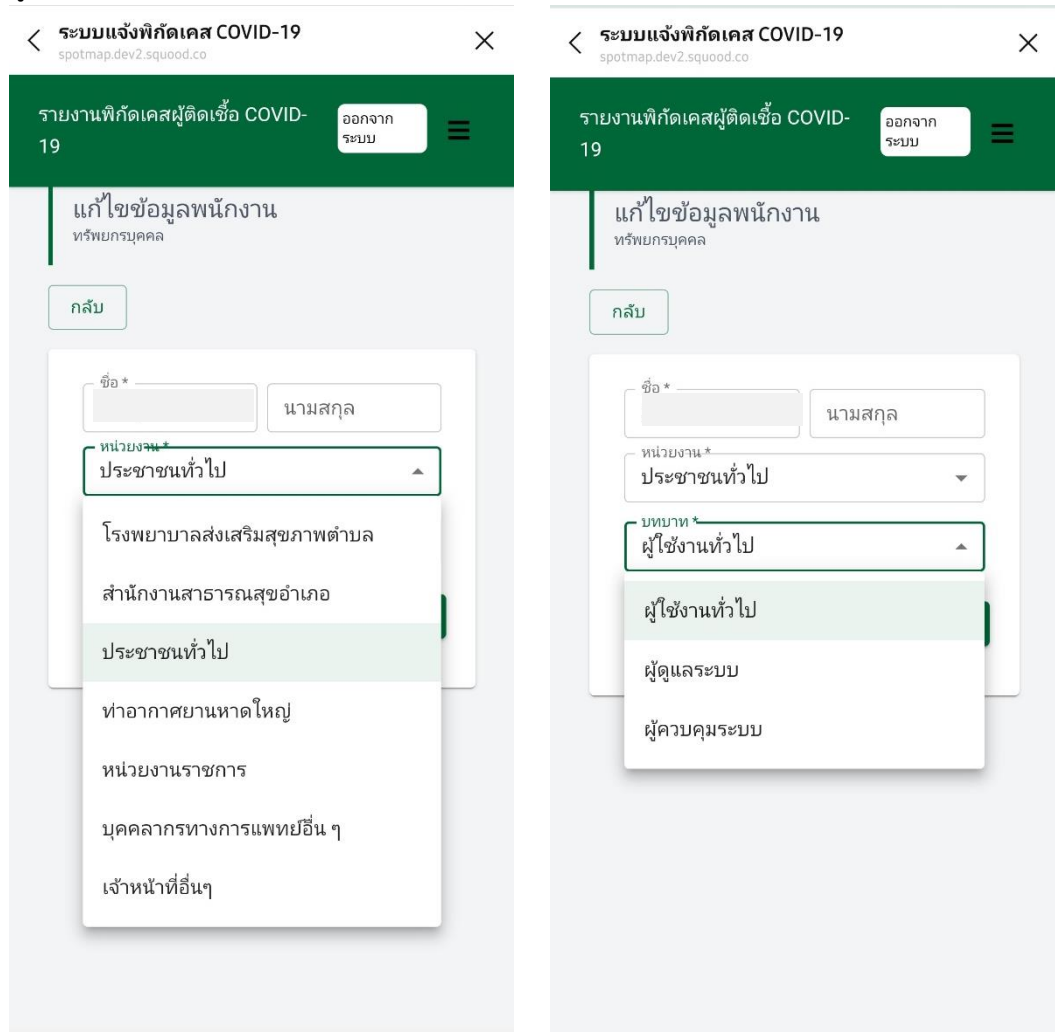 ระบบแจ้งพิกัดเคส COVID-19
spotmap.dev2.squood.co
รายงานพิกัดเคสผู้ติดเชื้อ COVID-
19
ออกจาก
ระบบ
แก้ไขข้อมูลพนักงาน
ทรัพยกรบุคคล
กลับ
ชื่อ *
นามสกุล
หน่วยงาน *
ประชาชนทั่วไป
โรงพยาบาลส่งเสริมสุขภาพตำบล
สำนักงานสาธารณสุขอำเภอ
ประชาชนทั่วไป
ท่าอากาศยานหาดใหญ่
หน่วยงานราชการ
บุคคลากรทางการแพทย์อื่น ๆ
เจ้าหน้าที่อื่นๆ
ระบบแจ้งพิกัดเคส COVID-19
spotmap.dev2.squood.co
รายงานพิกัดเคสผู้ติดเชื้อ COVID-
19
ออกจาก
ระบบ
แก้ไขข้อมูลพนักงาน
ทรัพยกรบุคคล
กลับ
ชื่อ *
นามสกุล
หน่วยงาน *
ประชาชนทั่วไป
บทบาท *
ผู้ใช้งานทั่วไป
ผู้ใช้งานทั่วไป
ผู้ดูแลระบบ
ผู้ควบคุมระบบ